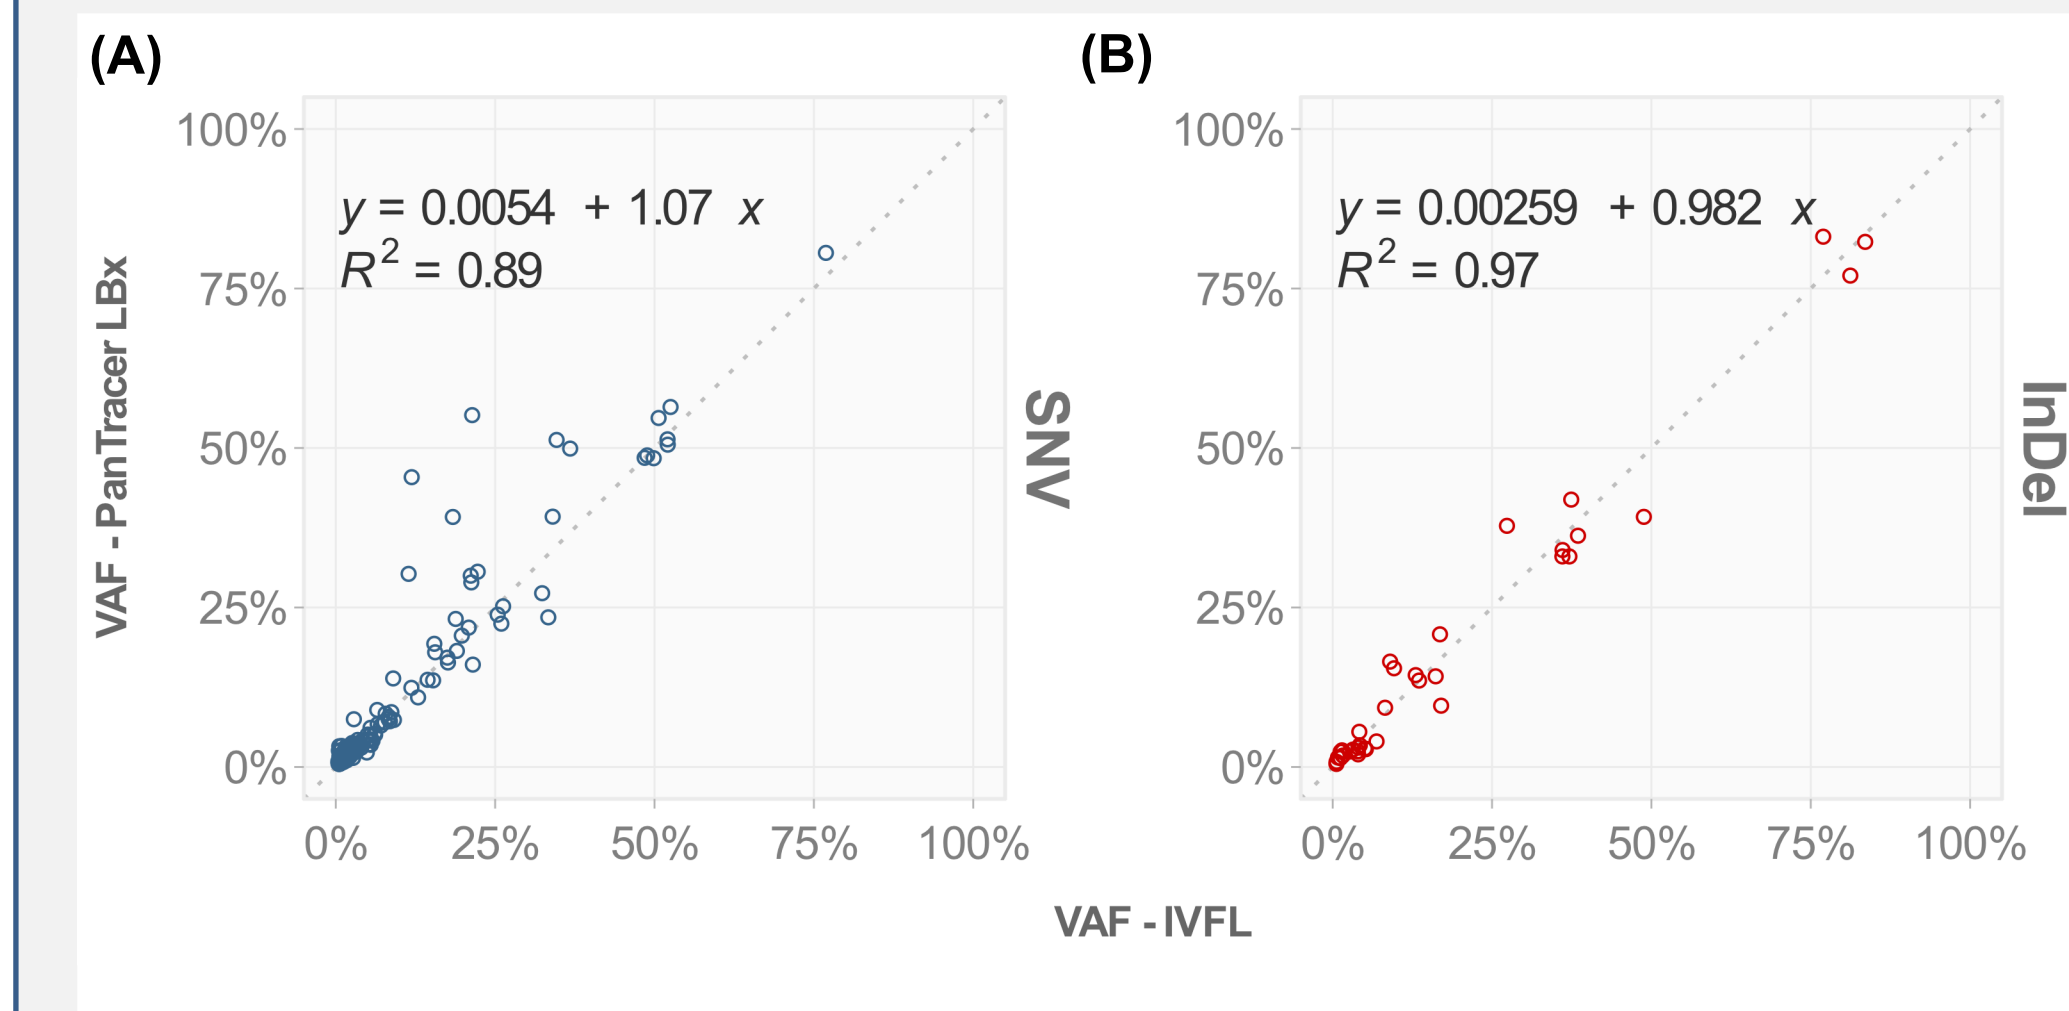 (A)
(B)
100%
75%
50%
25%
0%
VAF - PanTracer LBx
y = 0.0054 + 1.07 x
R² = 0.89
0% 25% 50% 75% 100%
SNV
100%
75%
50%
25%
0%
y = 0.00259 + 0.982 x
R² = 0.97
0% 25% 50% 75% 100%
InDel
VAF - IVFL